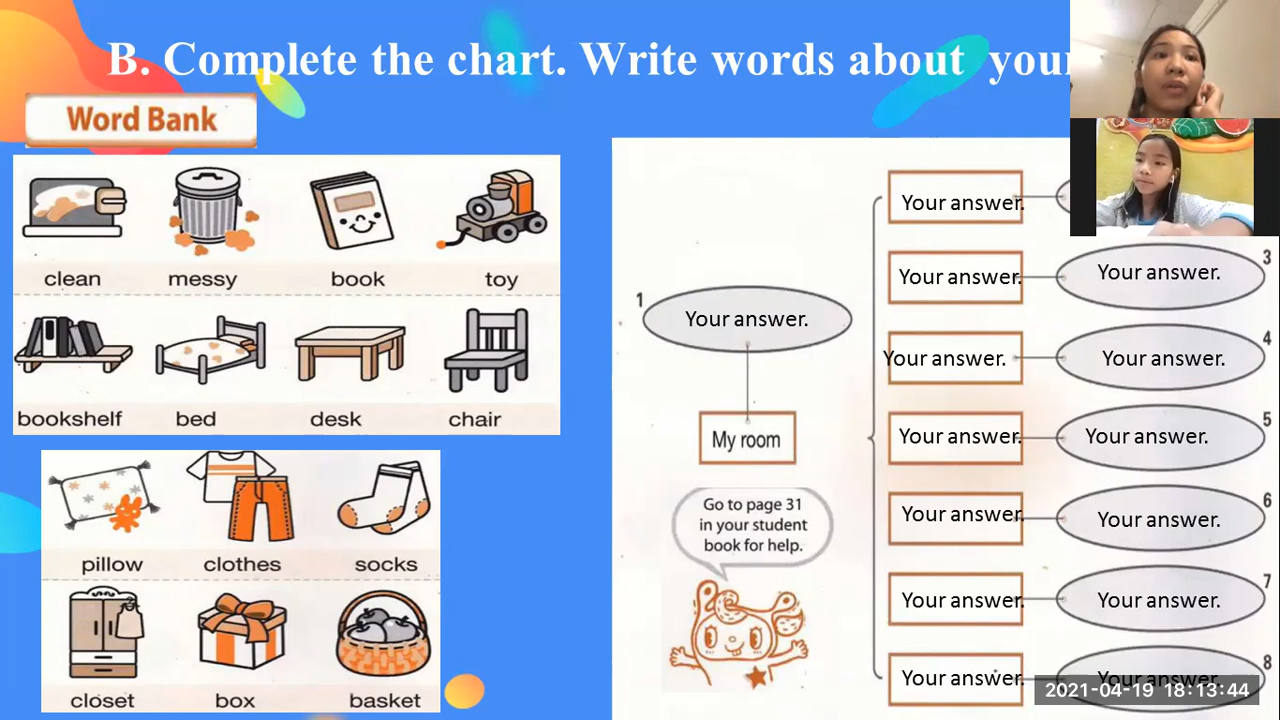 B. Complete the chart. Write words about your
Word Bank
clean messy book toy
bookshelf bed desk chair
pillow clothes socks
closet box basket
1
Your answer.
My room
Go to page 31
in your student
book for help.
Your answer.
Your answer. Your answer. 3
Your answer. Your answer. 4
Your answer. Your answer. 5
Your answer. Your answer. 6
Your answer. Your answer. 7
Your answer. Your answer. 8
2021-04-19 18:13:44